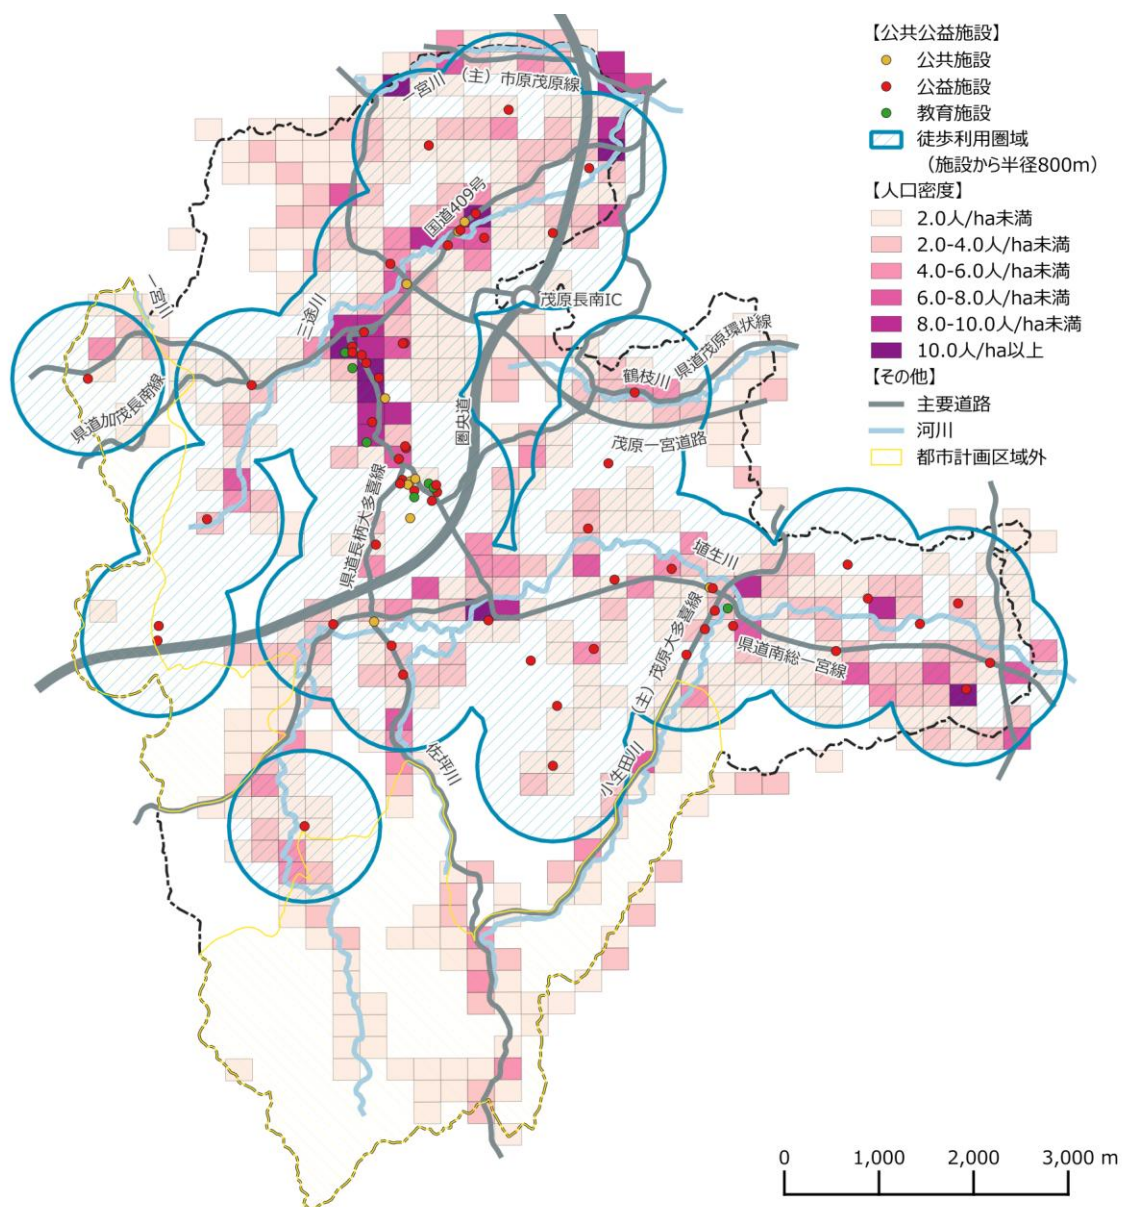 【公共公益施設】
公共施設
公益施設
教育施設
徒歩利用圏域
（施設から半径800m）
【人口密度】
2.0人/ha未満
2.0-4.0人/ha未満
4.0-6.0人/ha未満
6.0-8.0人/ha未満
8.0-10.0人/ha未満
10.0人/ha以上
【その他】
主要道路
河川
都市計画区域外
一宮川
（主）市原茂原線
国道409号
一宮川
三途川
茂原長南IC
県道茂原環状線
鶴枝川
県道加茂長南線
圏央道
茂原一宮道路
県道長柄大多喜線
埴生川
（主）茂原大多喜線
県道南総一宮線
佐坪川
小生田川
0 1,000 2,000 3,000 m